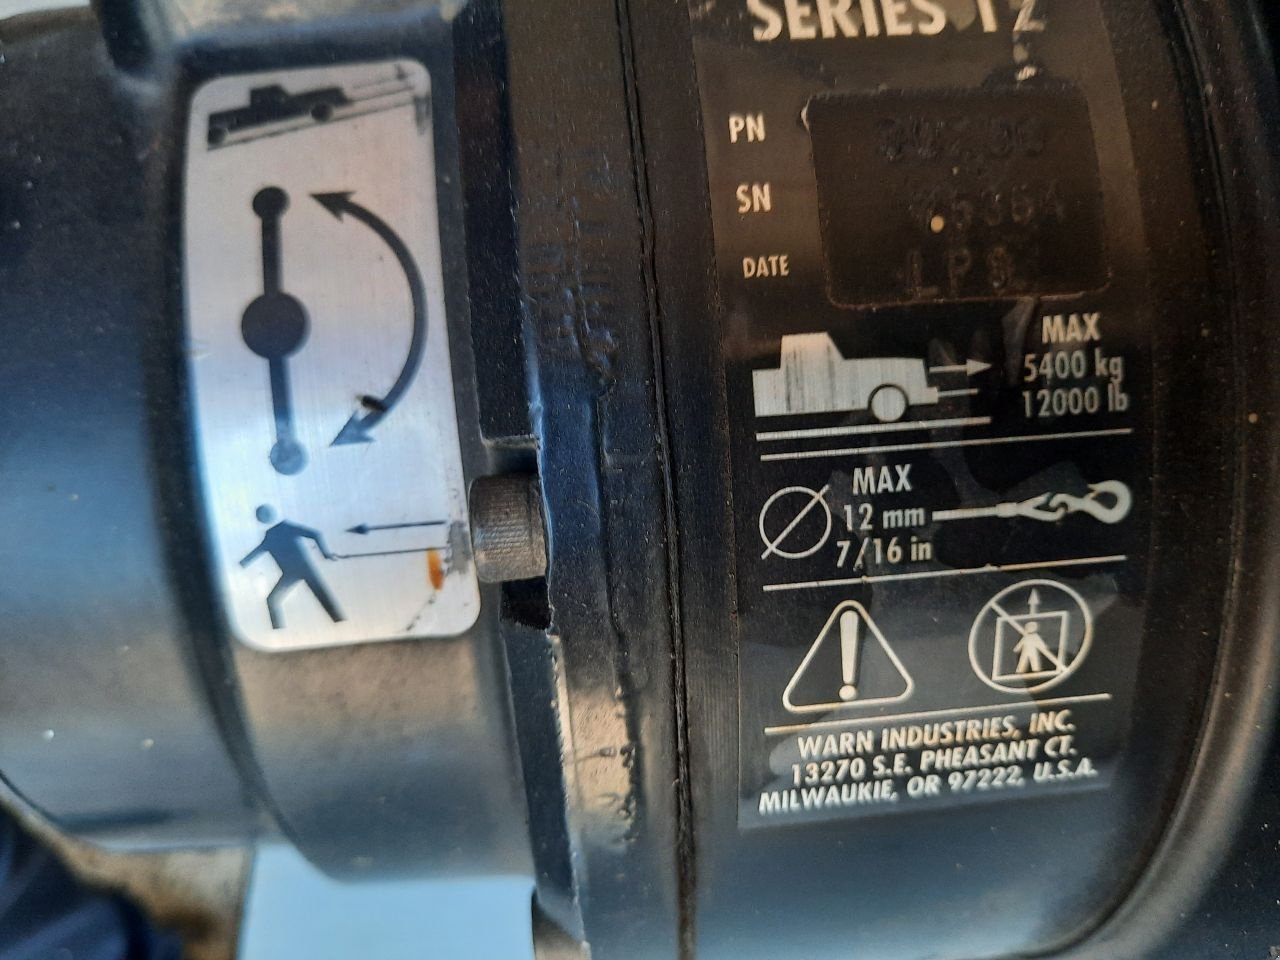 SERIES 12
PN
SN
DATE
MAX
5400 kg
12000 lb
MAX
12 mm
7/16 in
WARN INDUSTRIES, INC.
13270 S.E. PHEASANT CT.
MILWAUKIE, OR 97222, U.S.A.